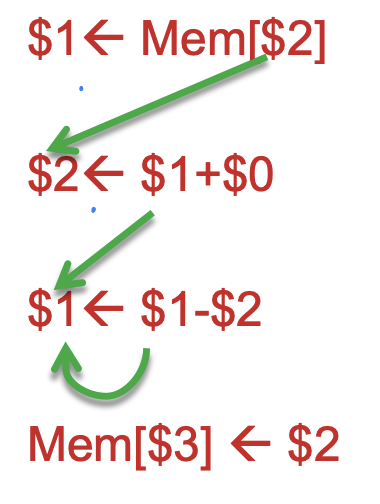 $1← Mem[$2]
$2← $1+$0
$1← $1-$2
Mem[$3] ← $2